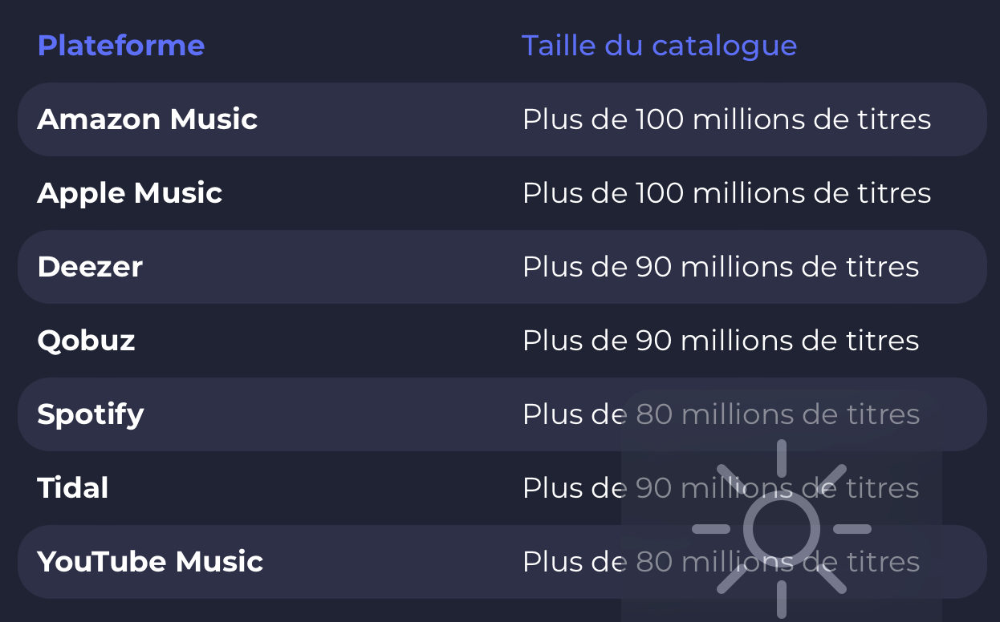 Plateforme Taille du catalogue
Amazon Music Plus de 100 millions de titres
Apple Music Plus de 100 millions de titres
Deezer Plus de 90 millions de titres
Qobuz Plus de 90 millions de titres
Spotify Plus de 80 millions de titres
Tidal Plus de 90 millions de titres
YouTube Music Plus de 80 millions de titres